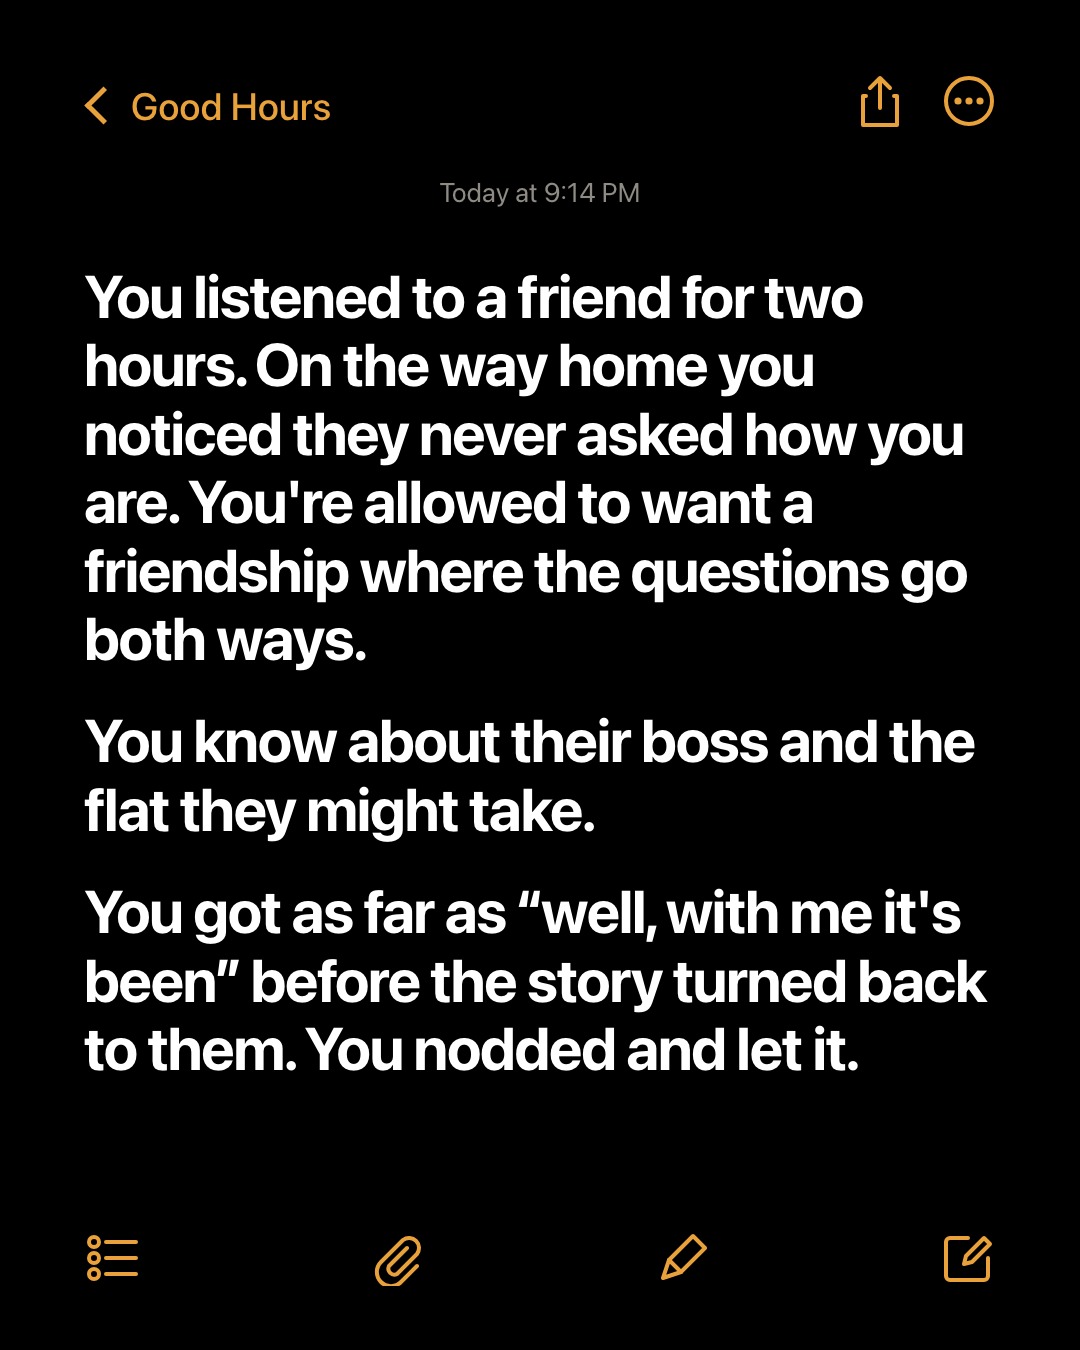 Good Hours
Today at 9:14 PM
You listened to a friend for two
hours. On the way home you
noticed they never asked how you
are. You're allowed to want a
friendship where the questions go
both ways.
You know about their boss and the
flat they might take.
You got as far as “well, with me it's
been” before the story turned back
to them. You nodded and let it.